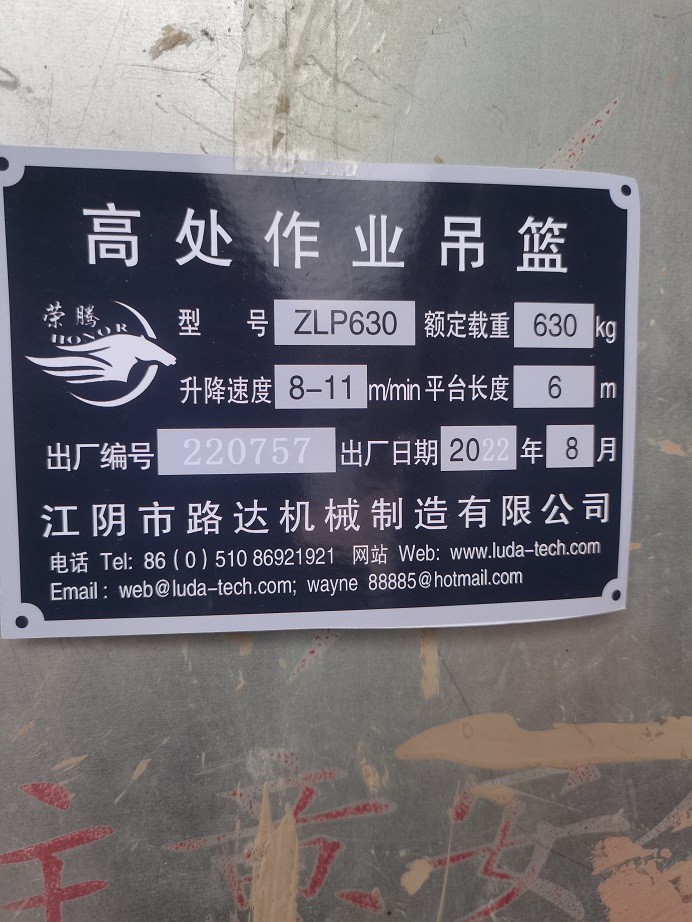 高处作业吊篮
荣腾
HONOR
型 号 ZLP630 额定载重 630 kg
升降速度 8-11 m/min 平台长度 6 m
出厂编号 220757 出厂日期 2022 年 8 月
江阴市路达机械制造有限公司
电话 Tel: 86(0)510 86921921 网站 Web: www.luda-tech.com
Email: web@luda-tech.com; wayne 88885@hotmail.com
注意安